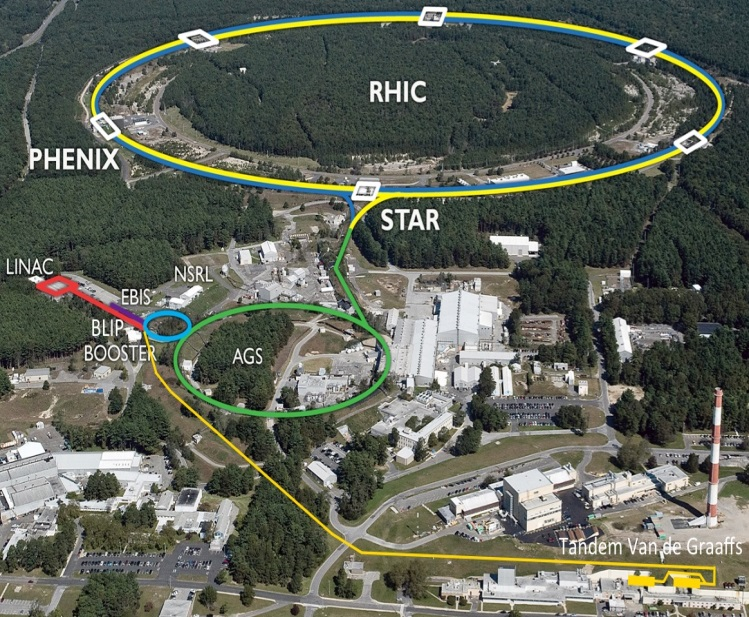 RHIC
PHENIX
STAR
LINAC
NSRL
EBIS
BLIP
BOOSTER
AGS
Tandem Van de Graaffs